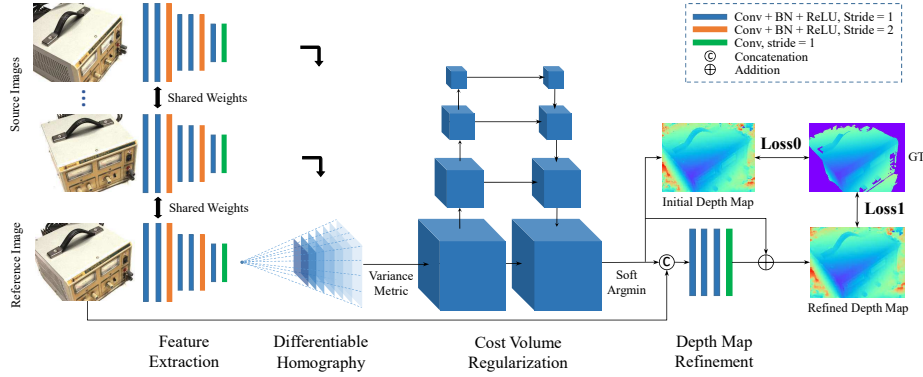 Conv + BN + ReLU, Stride = 1
Conv + BN + ReLU, Stride = 2
Conv, stride = 1
C Concatenation
Addition
Source Images
Shared Weights
Shared Weights
Reference Image
Variance
Metric
Soft
Argmin
C
Initial Depth Map
Loss0
GT
Loss1
Refined Depth Map
Feature
Extraction
Differentiable
Homography
Cost Volume
Regularization
Depth Map
Refinement